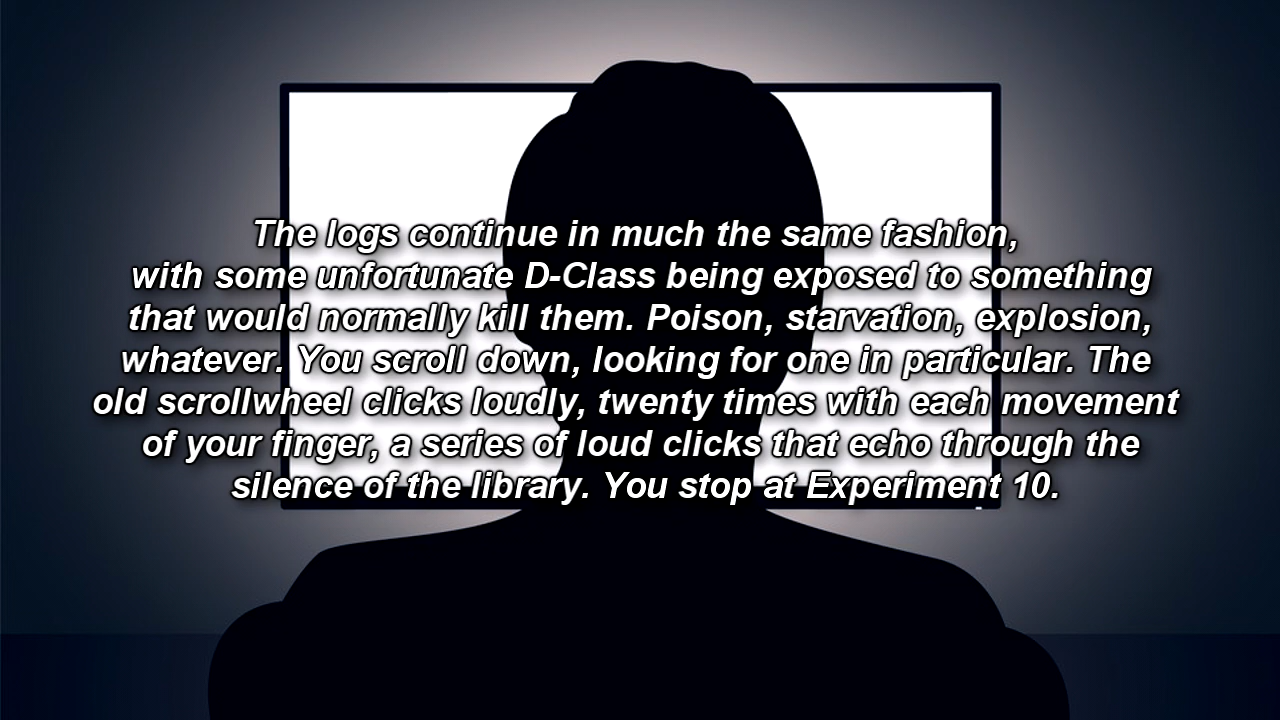 The logs continue in much the same fashion,
with some unfortunate D-Class being exposed to something
that would normally kill them. Poison, starvation, explosion,
whatever. You scroll down, looking for one in particular. The
old scrollwheel clicks loudly, twenty times with each movement
of your finger, a series of loud clicks that echo through the
silence of the library. You stop at Experiment 10.